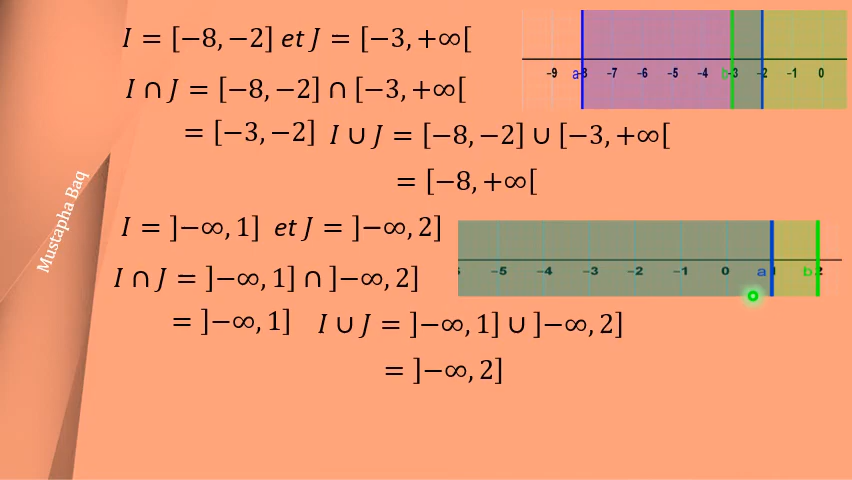 I = [−8, −2] et J = [−3, +∞[
I ∩ J = [−8, −2] ∩ [−3, +∞[
= [−3, −2]
I ∪ J = [−8, −2] ∪ [−3, +∞[
= [−8, +∞[
-9 a -8 -7 -6 -5 -4 b -3 -2 -1 0
Mustapha Baq
I = ]−∞, 1] et J = ]−∞, 2]
I ∩ J = ]−∞, 1] ∩ ]−∞, 2]
= ]−∞, 1]
I ∪ J = ]−∞, 1] ∪ ]−∞, 2]
= ]−∞, 2]
-5 -4 -3 -2 -1 0 a 1 b 2